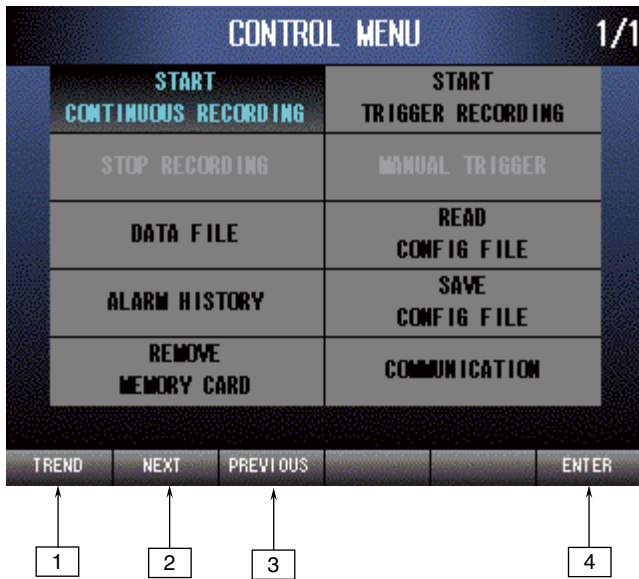 CONTROL MENU 1/1
START
CONTINUOUS RECORDING
START
TRIGGER RECORDING
STOP RECORDING
MANUAL TRIGGER
DATA FILE
READ
CONFIG FILE
ALARM HISTORY
SAVE
CONFIG FILE
REMOVE
MEMORY CARD
COMMUNICATION
TREND NEXT PREVIOUS ENTER
1 2 3 4